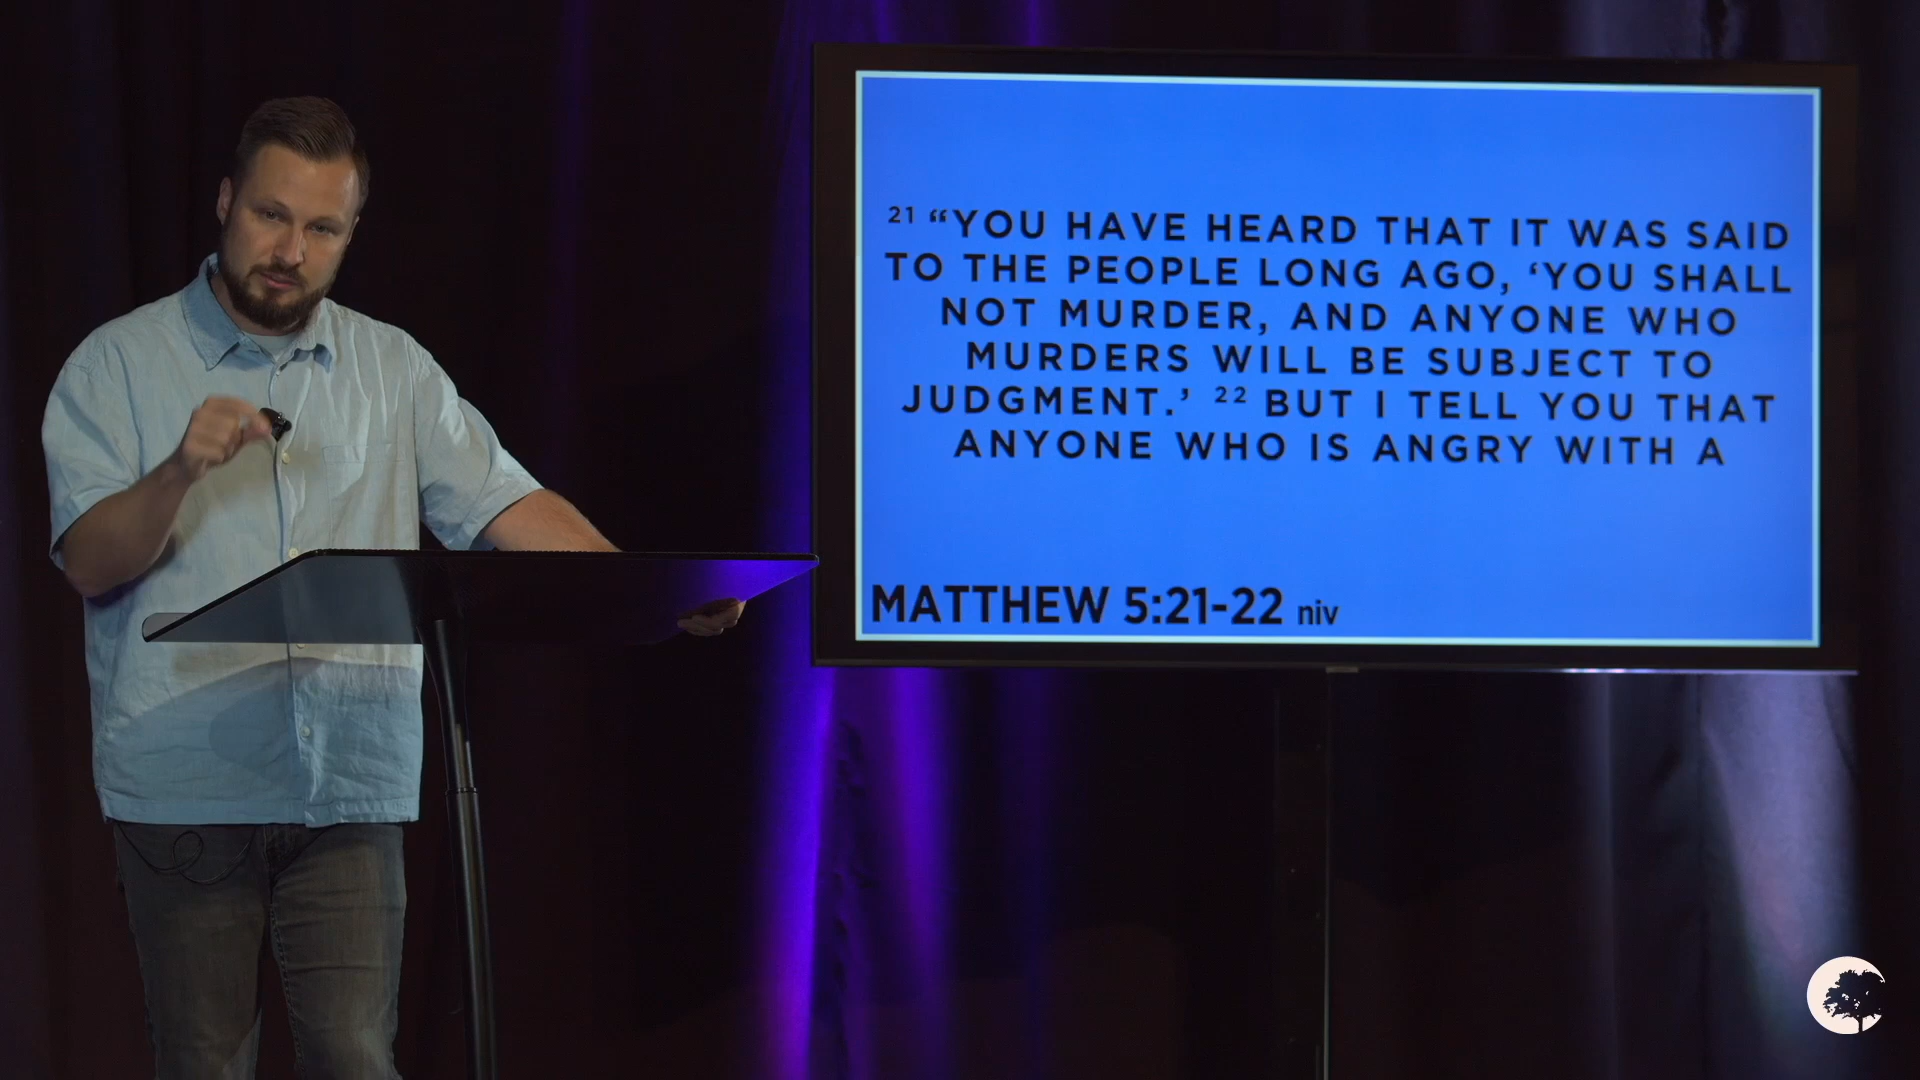 21 “YOU HAVE HEARD THAT IT WAS SAID
TO THE PEOPLE LONG AGO, ‘YOU SHALL
NOT MURDER, AND ANYONE WHO
MURDERS WILL BE SUBJECT TO
JUDGMENT.’ 22 BUT I TELL YOU THAT
ANYONE WHO IS ANGRY WITH A
MATTHEW 5:21-22 niv